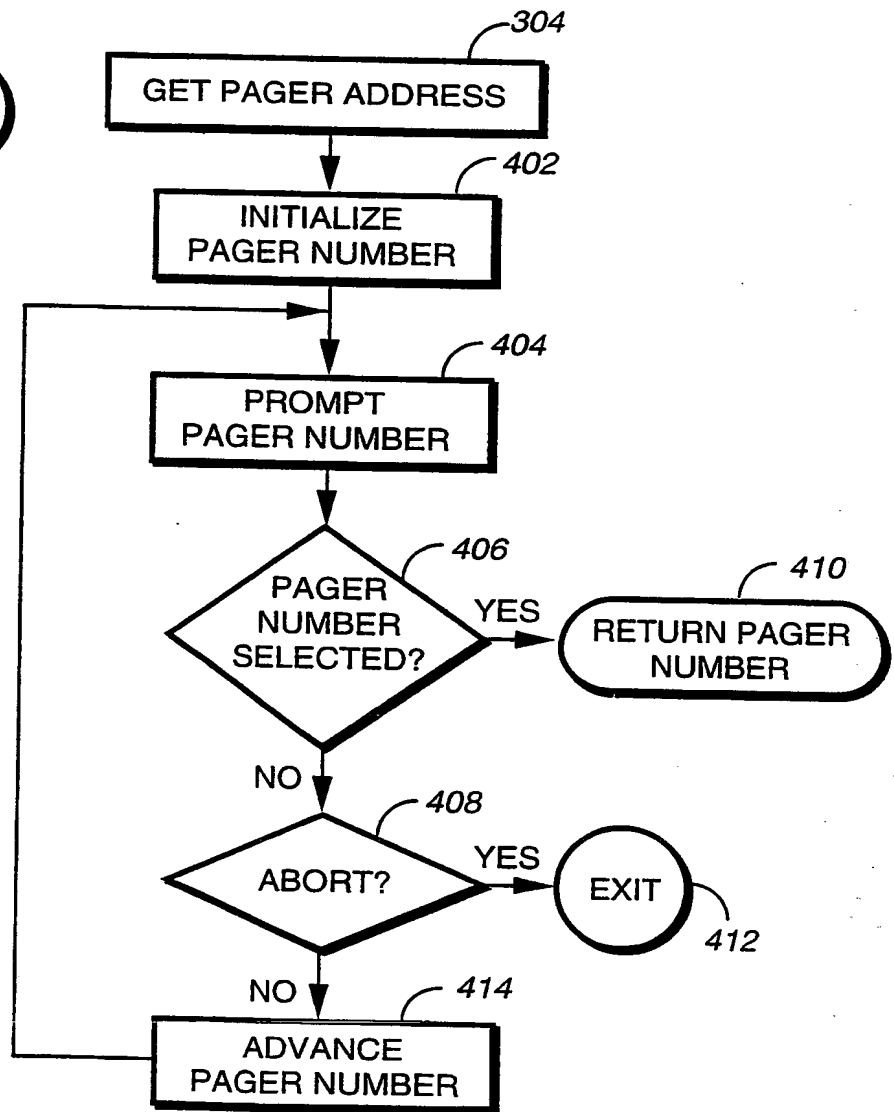 304
GET PAGER ADDRESS
402
INITIALIZE
PAGER NUMBER
404
PROMPT
PAGER NUMBER
406
PAGER
NUMBER
SELECTED?
YES
410
RETURN PAGER
NUMBER
NO
408
ABORT?
YES
EXIT
412
NO
414
ADVANCE
PAGER NUMBER